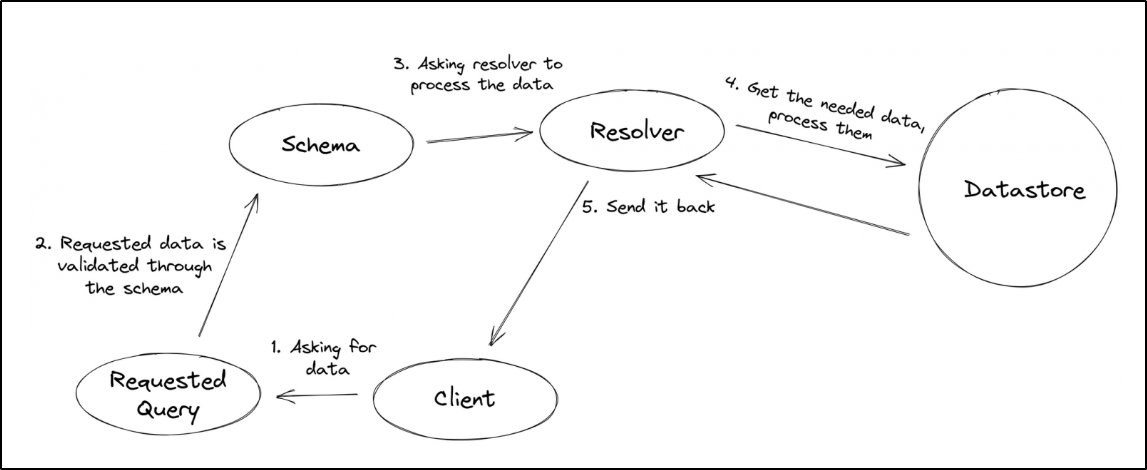 3. Asking resolver to
process the data
4. Get the needed data,
process them
Schema
Resolver
Datastore
5. Send it back
2. Requested data is
validated through
the schema
1. Asking for
data
Requested
Query
Client